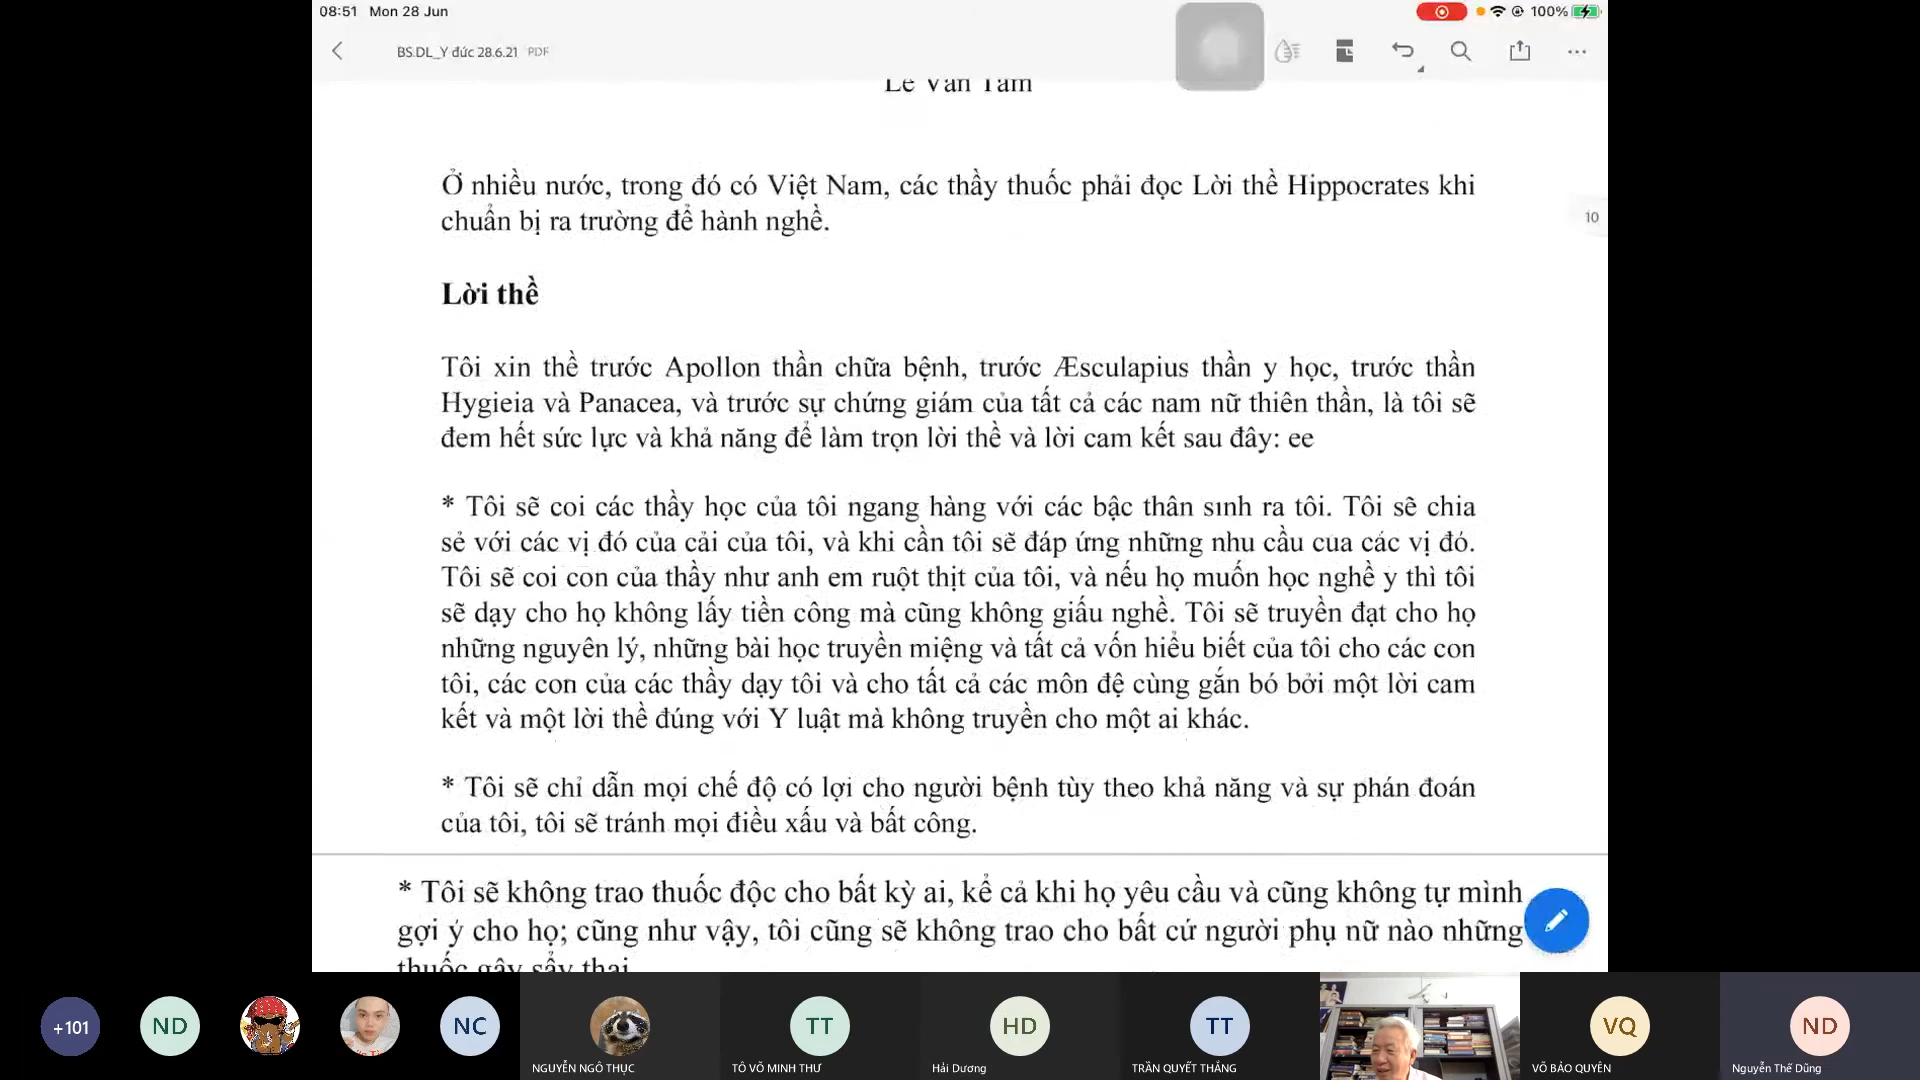 08:51 Mon 28 Jun
100%
BS.DL_Y đức 28.6.21 PDF
Lê Văn Tám
10
Ở nhiều nước, trong đó có Việt Nam, các thầy thuốc phải đọc Lời thề Hippocrates khi
chuẩn bị ra trường để hành nghề.
Lời thề
Tôi xin thề trước Apollon thần chữa bệnh, trước Æsculapius thần y học, trước thần
Hygieia và Panacea, và trước sự chứng giám của tất cả các nam nữ thiên thần, là tôi sẽ
đem hết sức lực và khả năng để làm trọn lời thề và lời cam kết sau đây: ee
* Tôi sẽ coi các thầy học của tôi ngang hàng với các bậc thân sinh ra tôi. Tôi sẽ chia
sẻ với các vị đó của cải của tôi, và khi cần tôi sẽ đáp ứng những nhu cầu của các vị đó.
Tôi sẽ coi con của thầy như anh em ruột thịt của tôi, và nếu họ muốn học nghề y thì tôi
sẽ dạy cho họ không lấy tiền công mà cũng không giấu nghề. Tôi sẽ truyền đạt cho họ
những nguyên lý, những bài học truyền miệng và tất cả vốn hiểu biết của tôi cho các con
tôi, các con của các thầy dạy tôi và cho tất cả các môn đệ cùng gắn bó bởi một lời cam
kết và một lời thề đúng với Y luật mà không truyền cho một ai khác.
* Tôi sẽ chỉ dẫn mọi chế độ có lợi cho người bệnh tùy theo khả năng và sự phán đoán
của tôi, tôi sẽ tránh mọi điều xấu và bất công.
* Tôi sẽ không trao thuốc độc cho bất kỳ ai, kể cả khi họ yêu cầu và cũng không tự mình
gợi ý cho họ; cũng như vậy, tôi cũng sẽ không trao cho bất cứ người phụ nữ nào những
thuốc gây sẩy thai
+101 ND NC TT HD TT VQ ND
NGUYỄN NGÔ THỤC TÔ VÕ MINH THƯ Hải Dương TRẦN QUYẾT THẮNG VÕ BẢO QUYÊN Nguyễn Thế Dũng